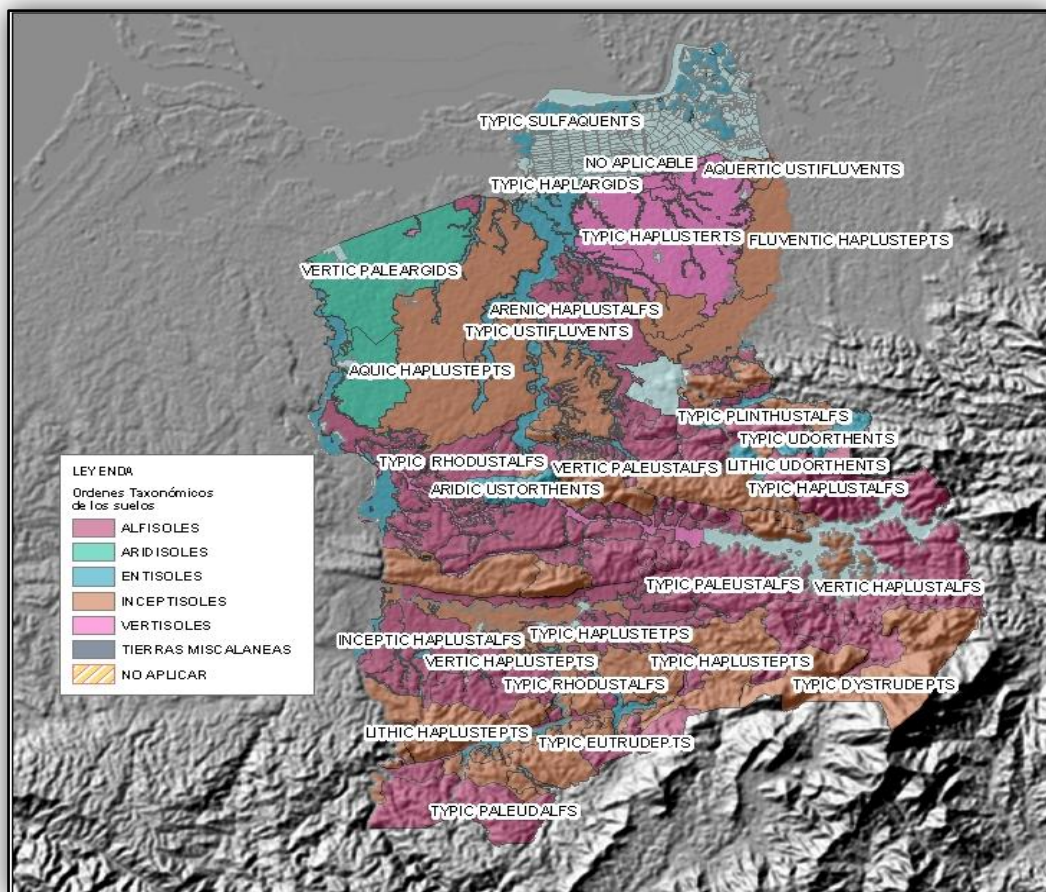 TYPIC SULFAQUENTS
NO APLICABLE
AQUERTIC USTIFLUVENTS
TYPIC HAPLARGIDS
TYPIC HAPLUSTERTS
FLUVENTIC HAPLUSTEPTS
VERTIC PALEARGIDS
ARENIC HAPLUSTALFS
TYPIC USTIFLUVENTS
AQUIC HAPLUSTEPTS
TYPIC PLINTHUSTALFS
TYPIC UDORTHENTS
TYPIC RHODUSTALFS
VERTIC PALEUSTALFS
LITHIC UDORTHENTS
ARIDIC USTORTHENTS
TYPIC HAPLUSTALFS
TYPIC PALEUSTALFS
VERTIC HAPLUSTALFS
INCEPTIC HAPLUSTALFS
TYPIC HAPLUSTETPS
VERTIC HAPLUSTEPTS
TYPIC HAPLUSTEPTS
TYPIC RHODUSTALFS
TYPIC DYSTRUDEPTS
LITHIC HAPLUSTEPTS
TYPIC EUTRUDEPTS
TYPIC PALEUDALFS
LEYENDA
Ordenes Taxonómicos
de los suelos
ALFISOLES
ARIDISOLES
ENTISOLES
INCEPTISOLES
VERTISOLES
TIERRAS MISCALANEAS
NO APLICAR